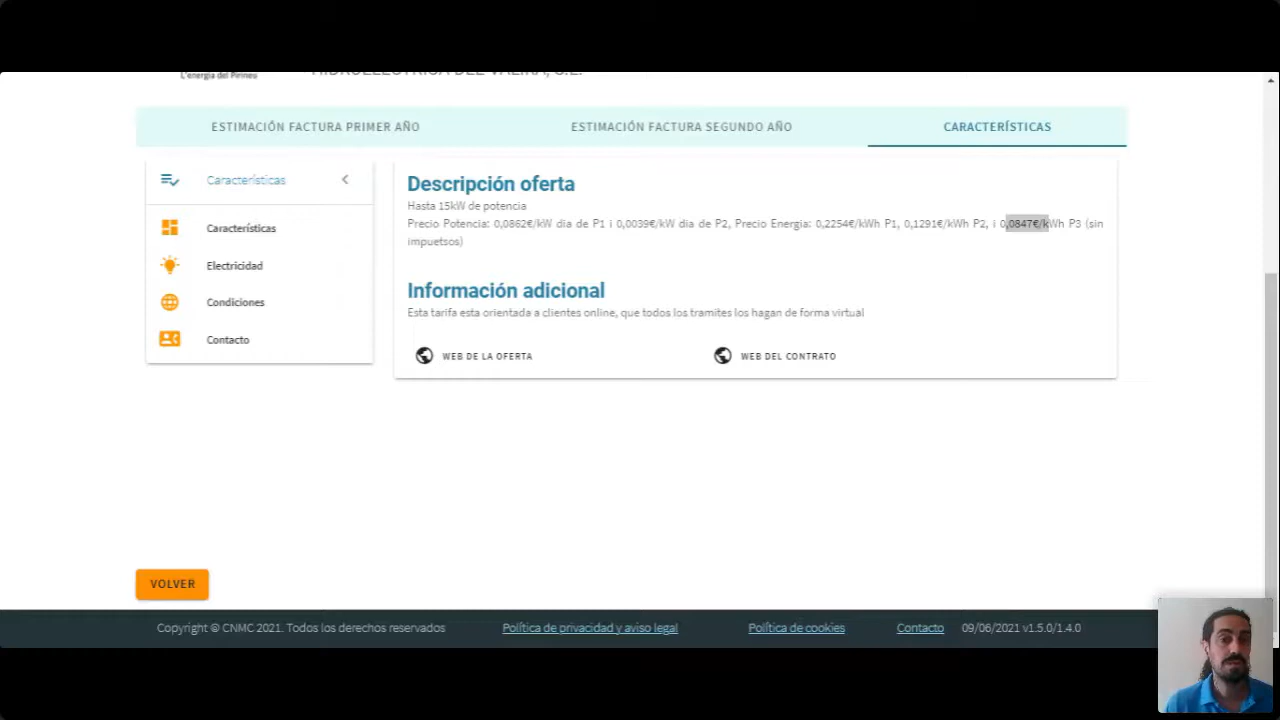 L'energia del Pirineu
HIDROELÈCTRICA DEL VALIRA, S.L.
ESTIMACIÓN FACTURA PRIMER AÑO
ESTIMACIÓN FACTURA SEGUNDO AÑO
CARACTERÍSTICAS
Características
Características
Electricidad
Condiciones
Contacto
Descripción oferta
Hasta 15kW de potencia
Precio Potencia: 0,0862€/kW dia de P1 i 0,0039€/kW dia de P2, Precio Energia: 0,2254€/kWh P1, 0,1291€/kWh P2, i 0,0847€/kWh P3 (sin
impuetsos)
Información adicional
Esta tarifa esta orientada a clientes online, que todos los tramites los hagan de forma virtual
WEB DE LA OFERTA
WEB DEL CONTRATO
VOLVER
Copyright © CNMC 2021. Todos los derechos reservados
Política de privacidad y aviso legal
Política de cookies
Contacto
09/06/2021 v1.5.0/1.4.0